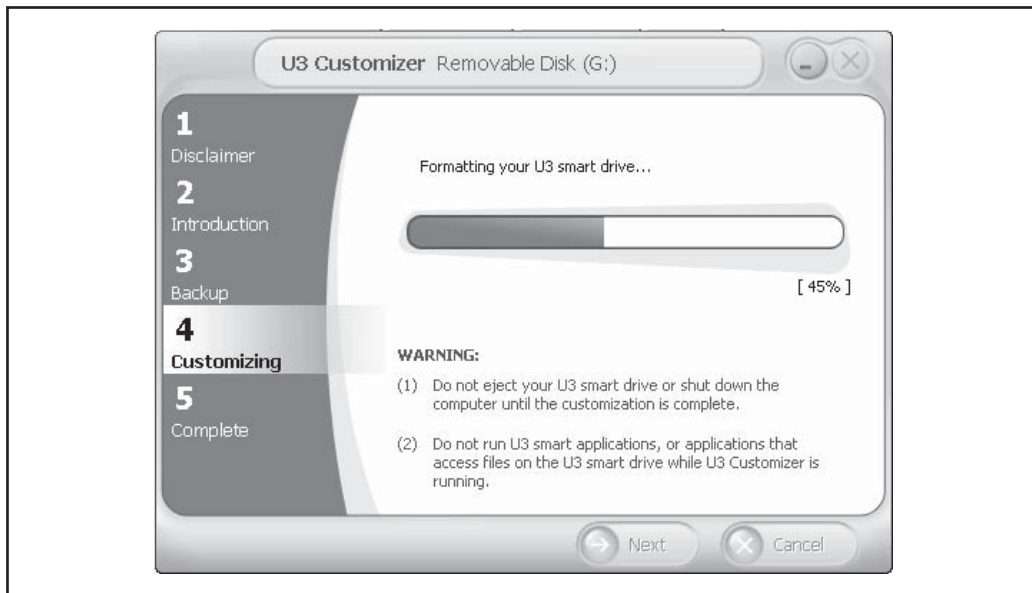 U3 Customizer Removable Disk (G:)
1
Disclaimer
2
Introduction
3
Backup
4
Customizing
5
Complete
Formatting your U3 smart drive...
[ 45% ]
WARNING:
(1) Do not eject your U3 smart drive or shut down the
computer until the customization is complete.
(2) Do not run U3 smart applications, or applications that
access files on the U3 smart drive while U3 Customizer is
running.
Next
Cancel